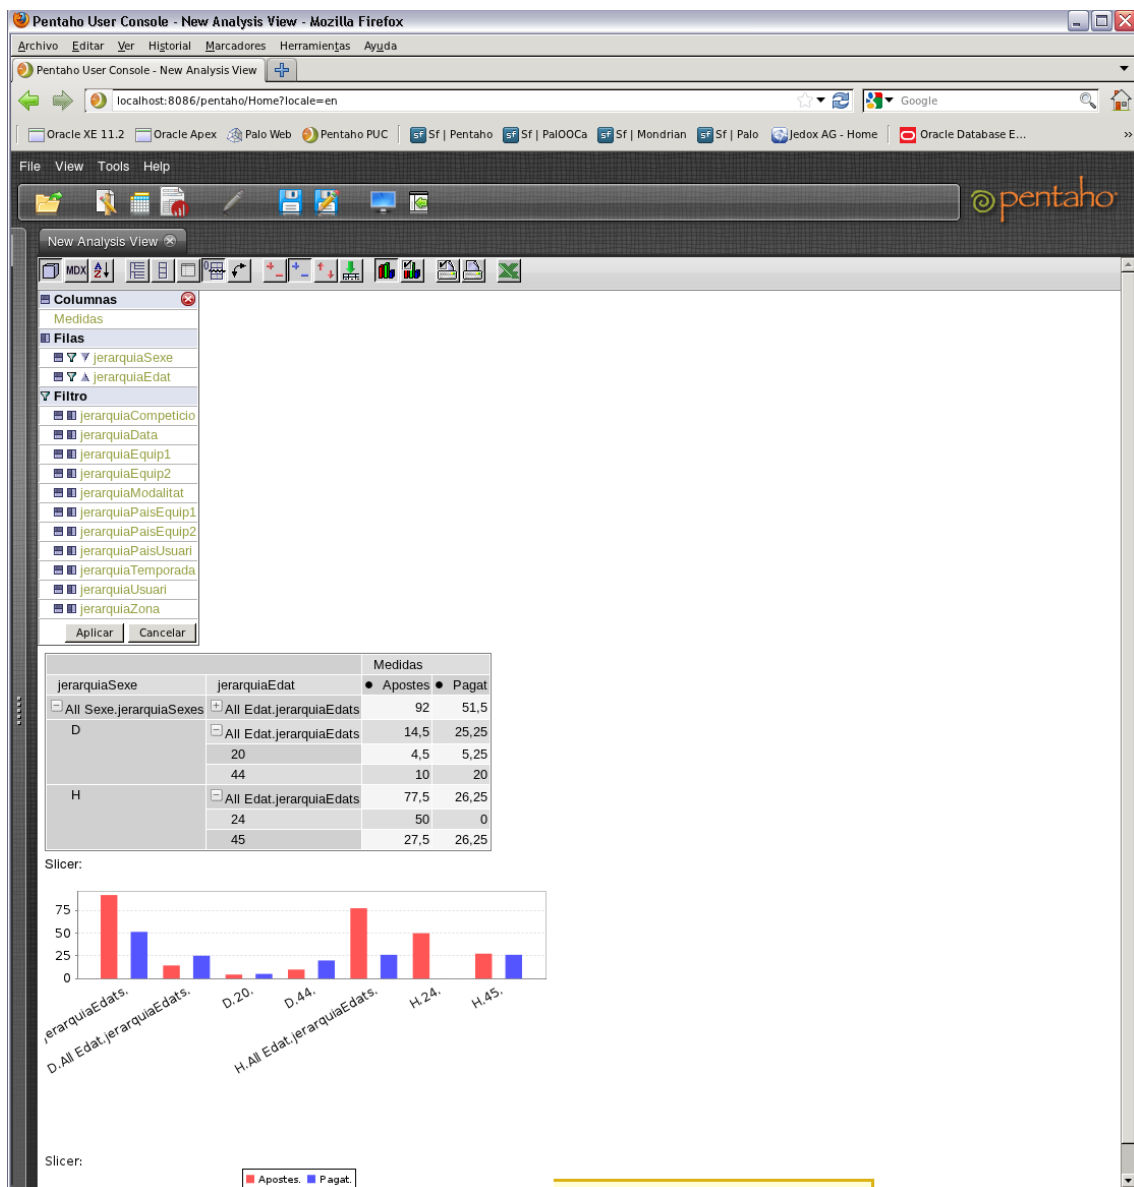 Pentaho User Console - New Analysis View - Mozilla Firefox
Archivo Editar Ver Historial Marcadores Herramientas Ayuda
Pentaho User Console - New Analysis View
localhost:8086/pentaho/Home?locale=en
Google
Oracle XE 11.2 Oracle Apex Palo Web Pentaho PUC Sf | Pentaho Sf | PalOOCa Sf | Mondrian Sf | Palo Jedox AG - Home Oracle Database E... »
File View Tools Help
pentaho
New Analysis View
MDX
Columnas
Medidas
Filas
jerarquiaSexe
jerarquiaEdat
Filtro
jerarquiaCompeticio
jerarquiaData
jerarquiaEquip1
jerarquiaEquip2
jerarquiaModalitat
jerarquiaPaisEquip1
jerarquiaPaisEquip2
jerarquiaPaisUsuari
jerarquiaTemporada
jerarquiaUsuari
jerarquiaZona
Aplicar Cancelar
Medidas
jerarquiaSexe jerarquiaEdat Apostes Pagat
All Sexe.jerarquiaSexes All Edat.jerarquiaEdats 92 51,5
D All Edat.jerarquiaEdats 14,5 25,25
20 4,5 5,25
44 10 20
H All Edat.jerarquiaEdats 77,5 26,25
24 50 0
45 27,5 26,25
Slicer:
75
50
25
0
jerarquiaEdats. D.All Edat.jerarquiaEdats. D.20. D.44. H.All Edat.jerarquiaEdats. H.24. H.45.
Slicer:
Apostes. Pagat.